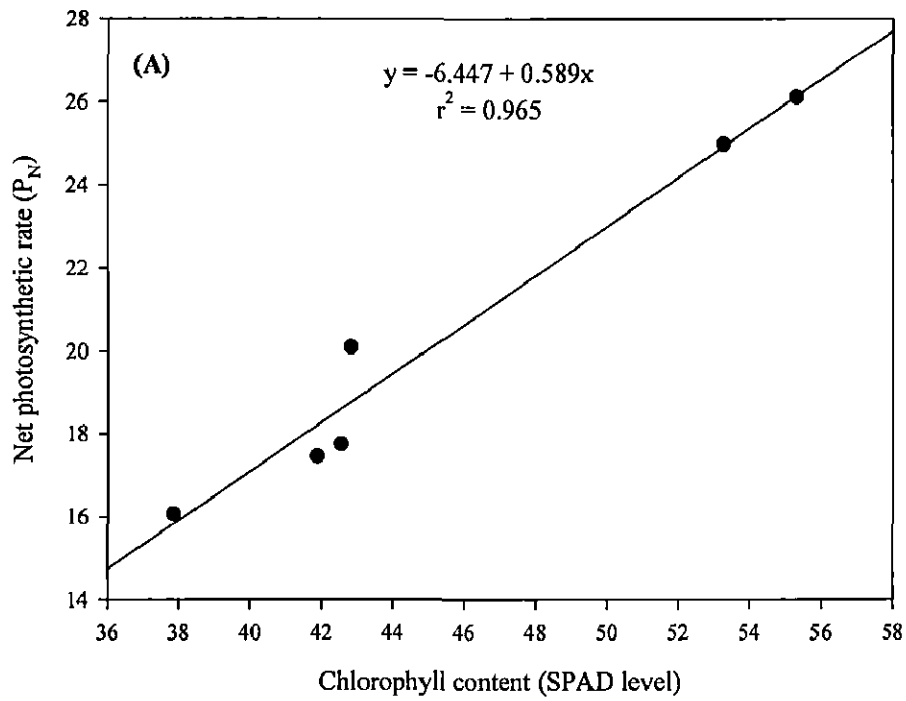 (A)
y = -6.447 + 0.589x
r² = 0.965
28
26
24
22
20
18
16
14
Net photosynthetic rate (P_N)
36 38 40 42 44 46 48 50 52 54 56 58
Chlorophyll content (SPAD level)